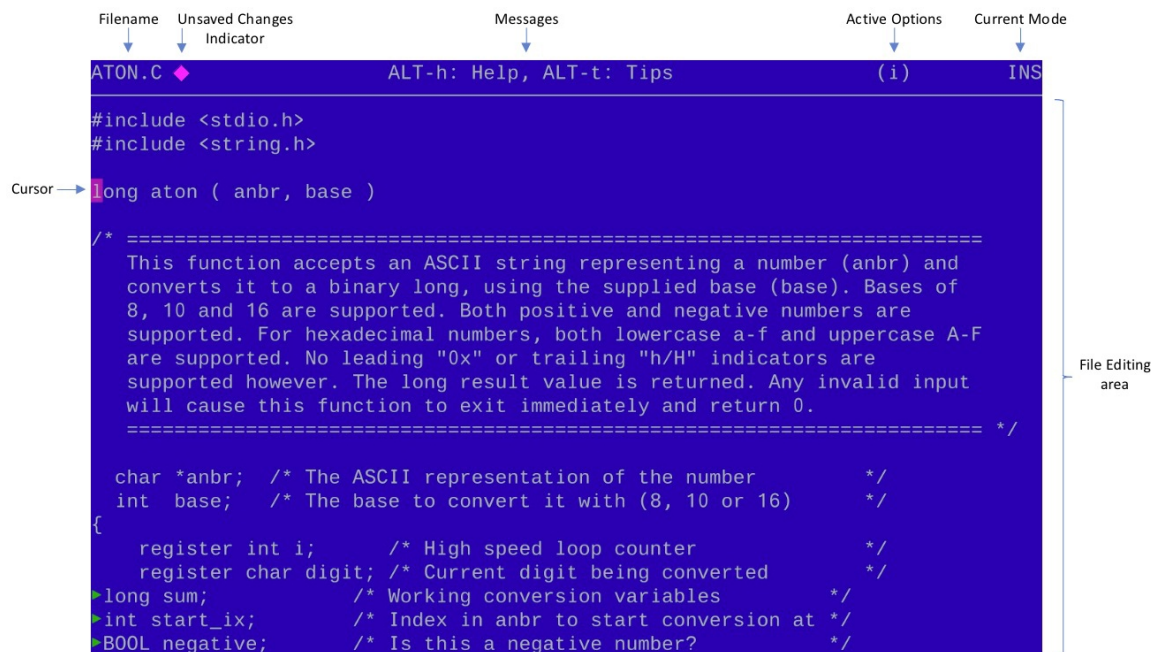 Filename Unsaved Changes Indicator Messages Active Options Current Mode
ATON.C ALT-h: Help, ALT-t: Tips (i) INS
#include <stdio.h>
#include <string.h>
Cursor
long aton ( anbr, base )
/* ========================================================================
This function accepts an ASCII string representing a number (anbr) and
converts it to a binary long, using the supplied base (base). Bases of
8, 10 and 16 are supported. Both positive and negative numbers are
supported. For hexadecimal numbers, both lowercase a-f and uppercase A-F
are supported. No leading "0x" or trailing "h/H" indicators are
supported however. The long result value is returned. Any invalid input
will cause this function to exit immediately and return 0.
======================================================================== */
File Editing
area
char *anbr; /* The ASCII representation of the number */
int base; /* The base to convert it with (8, 10 or 16) */
{
register int i; /* High speed loop counter */
register char digit; /* Current digit being converted */
long sum; /* Working conversion variables */
int start_ix; /* Index in anbr to start conversion at */
BOOL negative; /* Is this a negative number? */